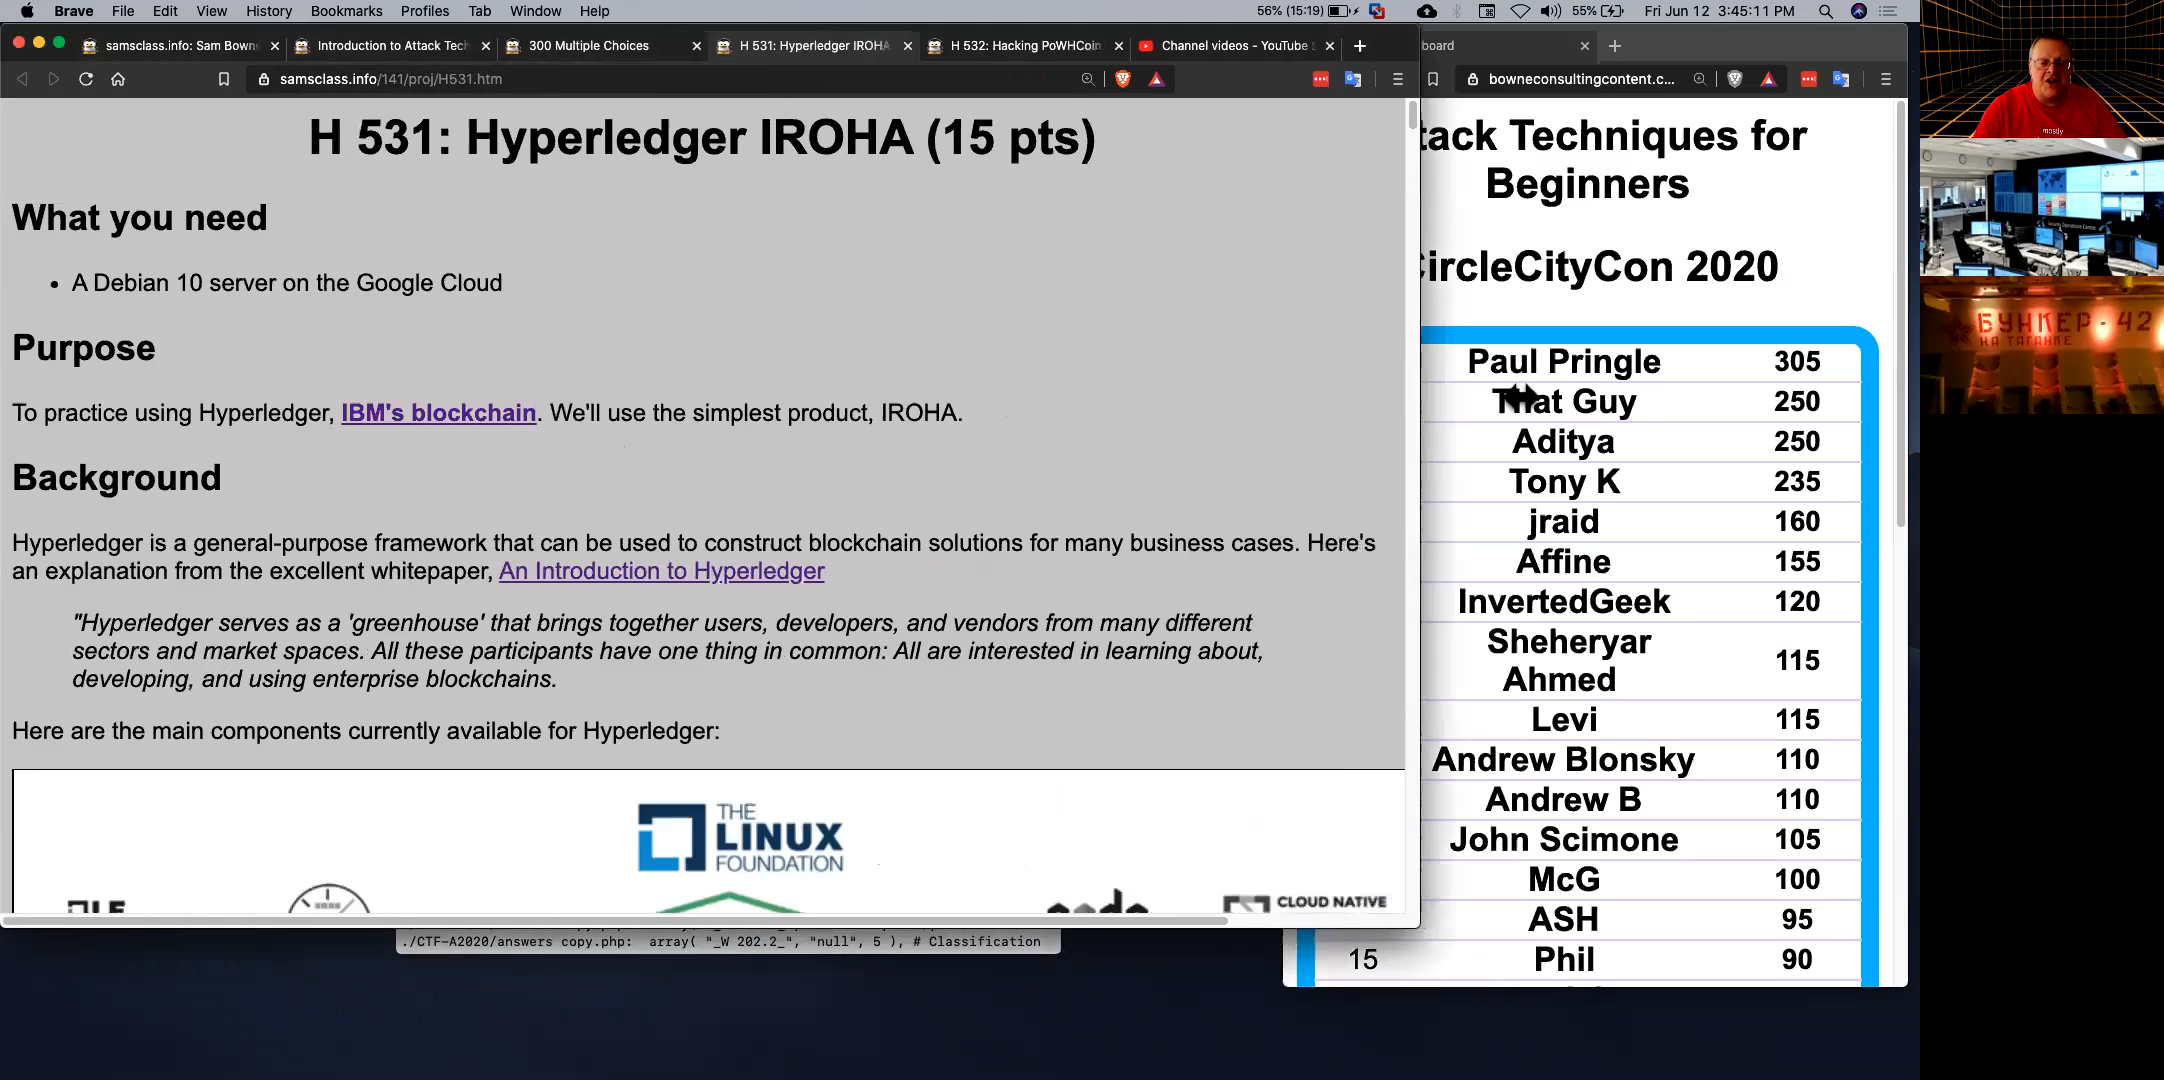 Brave File Edit View History Bookmarks Profiles Tab Window Help
56% (15:19) 55% Fri Jun 12 3:45:11 PM
samsclass.info: Sam Bown
Introduction to Attack Tech
300 Multiple Choices
H 531: Hyperledger IROHA
H 532: Hacking PoWHCoin
Channel videos - YouTube
samsclass.info/141/proj/H531.htm
H 531: Hyperledger IROHA (15 pts)
What you need
• A Debian 10 server on the Google Cloud
Purpose
To practice using Hyperledger, IBM's blockchain. We'll use the simplest product, IROHA.
Background
Hyperledger is a general-purpose framework that can be used to construct blockchain solutions for many business cases. Here's
an explanation from the excellent whitepaper, An Introduction to Hyperledger
"Hyperledger serves as a 'greenhouse' that brings together users, developers, and vendors from many different
sectors and market spaces. All these participants have one thing in common: All are interested in learning about,
developing, and using enterprise blockchains.
Here are the main components currently available for Hyperledger:
THE
LINUX
FOUNDATION
CLOUD NATIVE
./CTF-A2020/answers copy.php: array( "_W 202.2_", "null", 5 ), # Classification
board
bowneconsultingcontent.c...
tack Techniques for
Beginners
CircleCityCon 2020
Paul Pringle 305
That Guy 250
Aditya 250
Tony K 235
jraid 160
Affine 155
InvertedGeek 120
Sheheryar
Ahmed 115
Levi 115
Andrew Blonsky 110
Andrew B 110
John Scimone 105
McG 100
ASH 95
15 Phil 90
mostly
БУНКЕР-42
НА ТАГАНКЕ